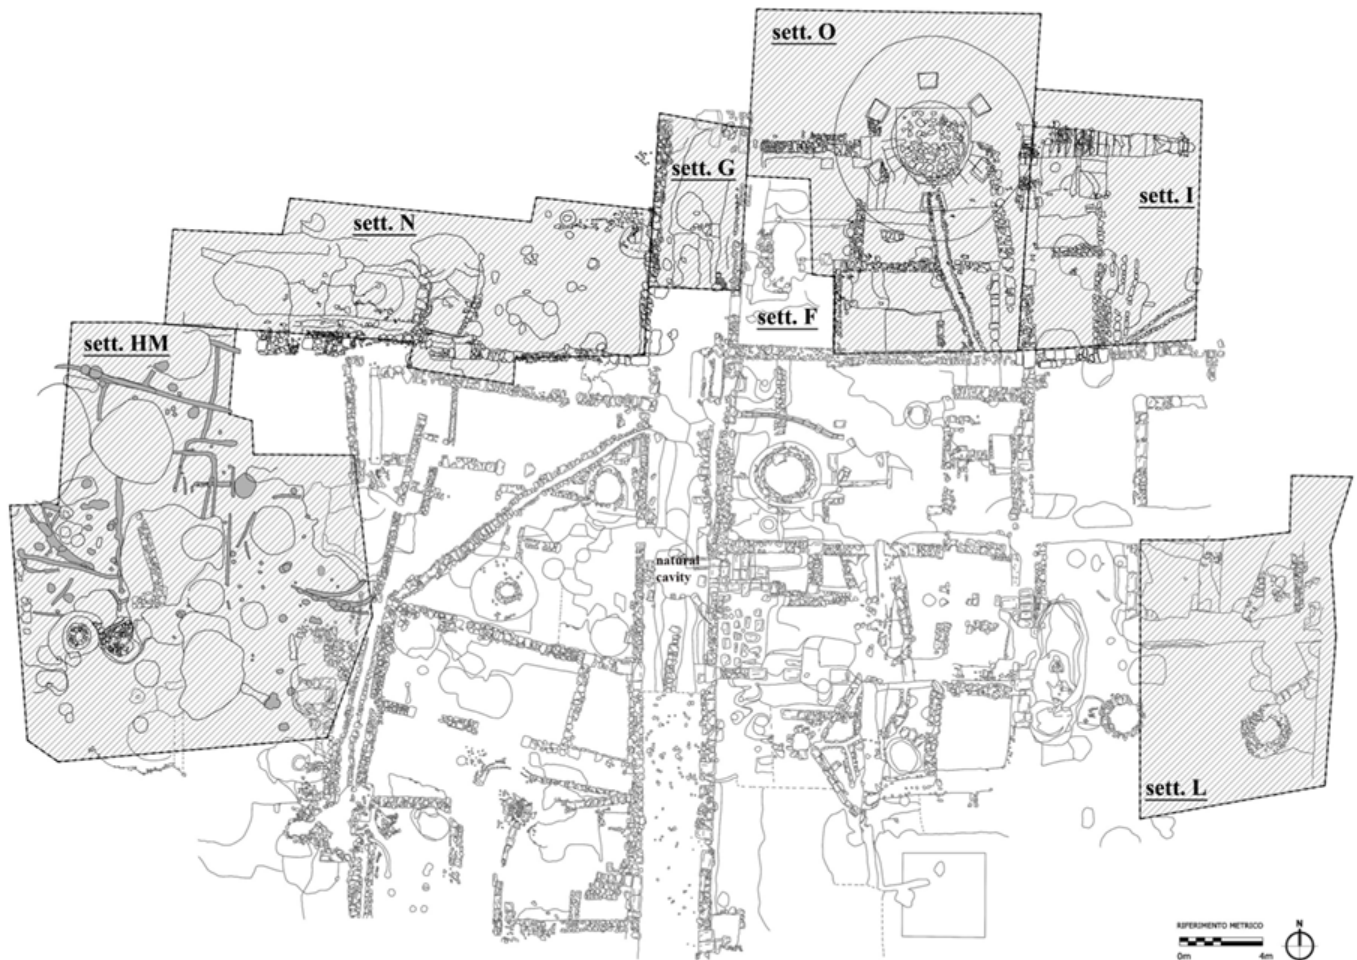 sett. O
sett. G
sett. I
sett. N
sett. F
sett. HM
natural
cavity
sett. L
RIFERIMENTO METRICO
N
0m 4m